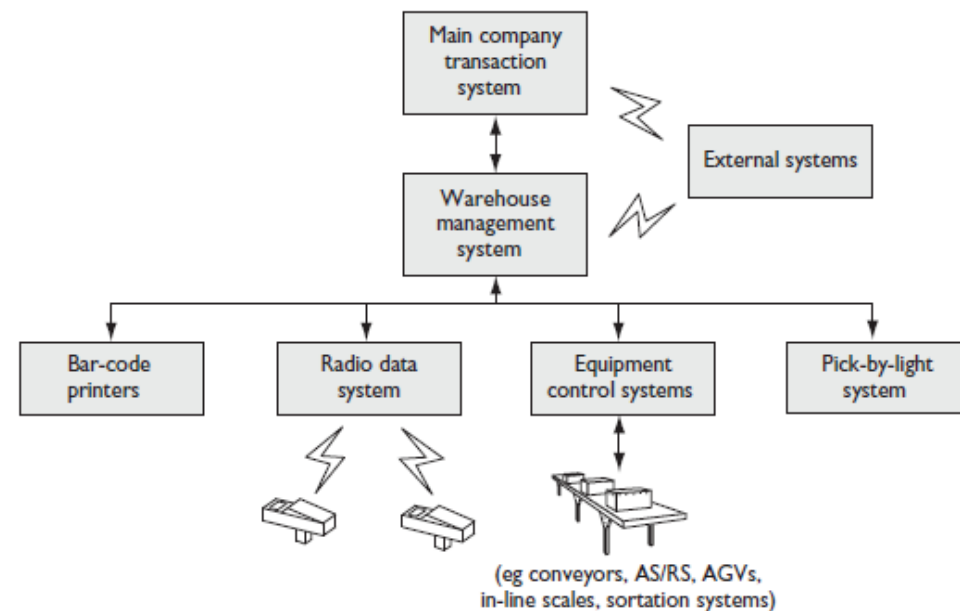 Main company
transaction
system
External systems
Warehouse
management
system
Bar-code
printers
Radio data
system
Equipment
control systems
Pick-by-light
system
(eg conveyors, AS/RS, AGVs,
in-line scales, sortation systems)